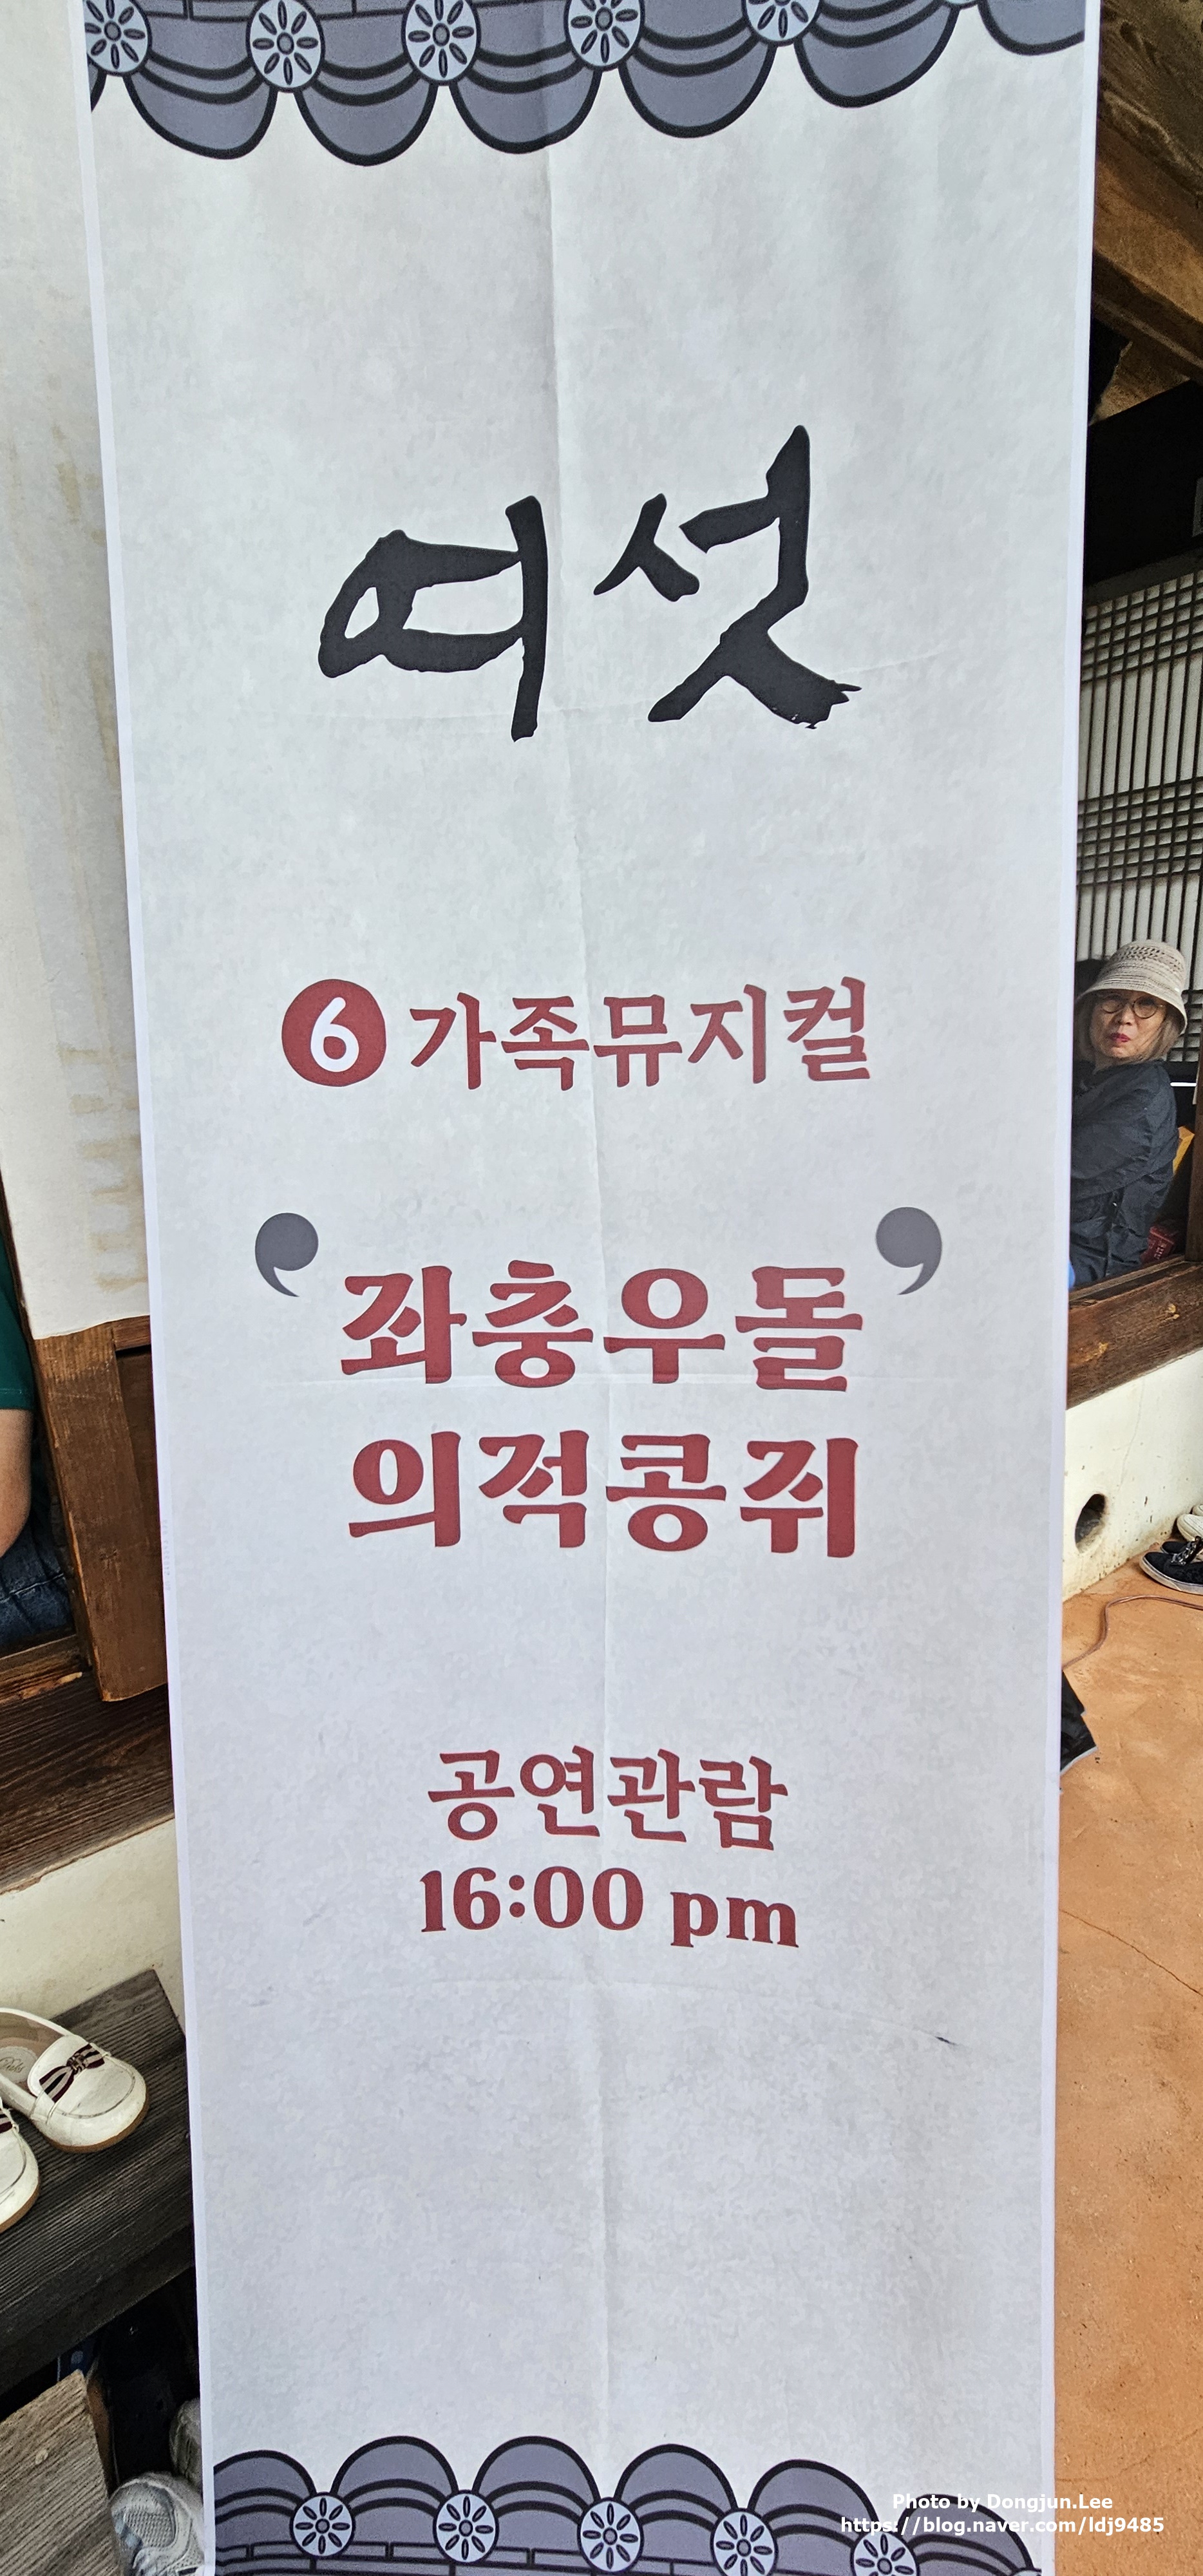 여섯
6 가족뮤지컬
❜좌충우돌❜
의적콩쥐
공연관람
16:00 pm
Photo by Dongjun.Lee
https://blog.naver.com/ldj9485